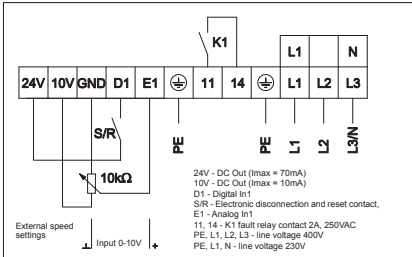 K1
L1 N
24V 10V GND D1 E1 11 14 L1 L2 L3
S/R
PE PE L1 L2 L3/N
10kΩ
External speed
settings
Input 0-10V +
24V - DC Out (Imax = 70mA)
10V - DC Out (Imax = 10mA)
D1 - Digital In1
S/R - Electronic disconnection and reset contact,
E1 - Analog In1
11, 14 - K1 fault relay contact 2A, 250VAC
PE, L1, L2, L3 - line voltage 400V
PE, L1, N - line voltage 230V